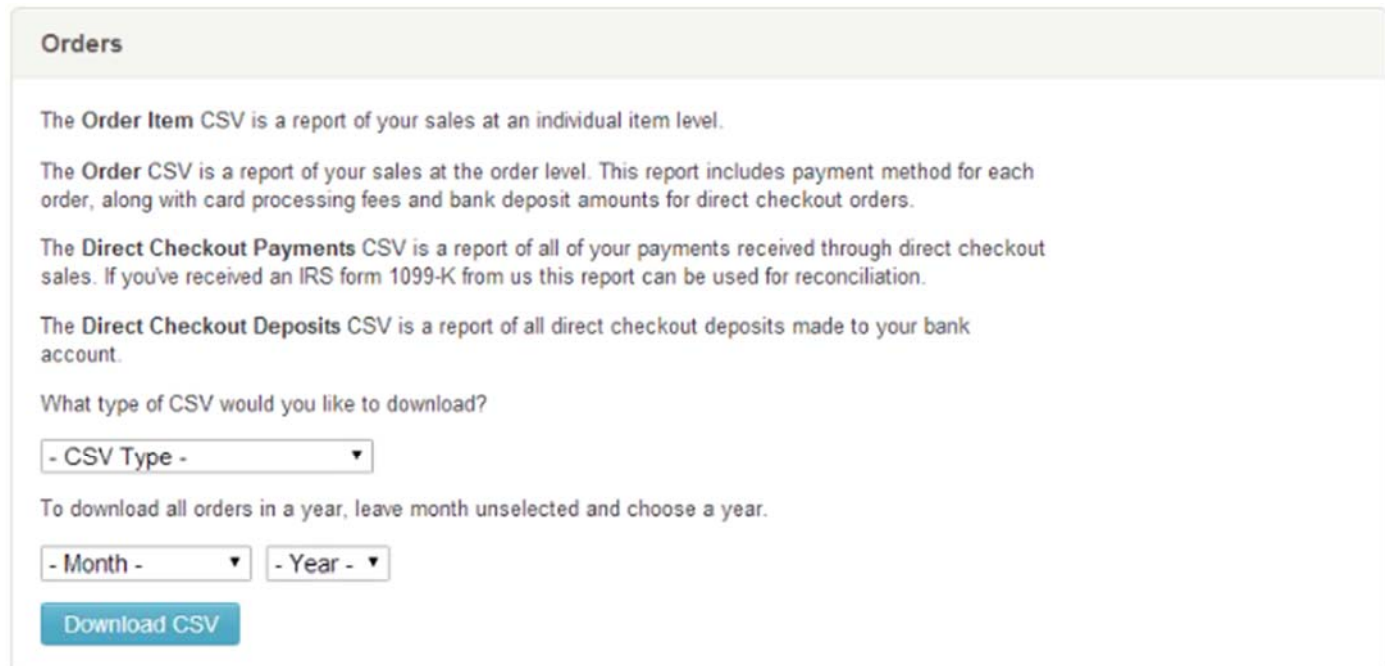 Orders
The Order Item CSV is a report of your sales at an individual item level.
The Order CSV is a report of your sales at the order level. This report includes payment method for each
order, along with card processing fees and bank deposit amounts for direct checkout orders.
The Direct Checkout Payments CSV is a report of all of your payments received through direct checkout
sales. If you've received an IRS form 1099-K from us this report can be used for reconciliation.
The Direct Checkout Deposits CSV is a report of all direct checkout deposits made to your bank
account.
What type of CSV would you like to download?
- CSV Type -
To download all orders in a year, leave month unselected and choose a year.
- Month - - Year -
Download CSV